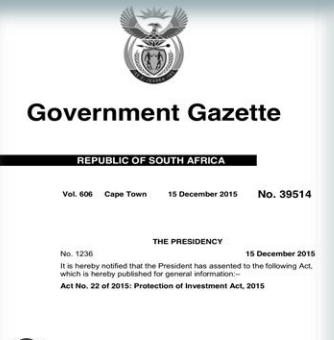 Government Gazette
REPUBLIC OF SOUTH AFRICA
Vol. 606 Cape Town 15 December 2015 No. 39514
THE PRESIDENCY
No. 1236 15 December 2015
It is hereby notified that the President has assented to the following Act,
which is hereby published for general information:–
Act No. 22 of 2015: Protection of Investment Act, 2015